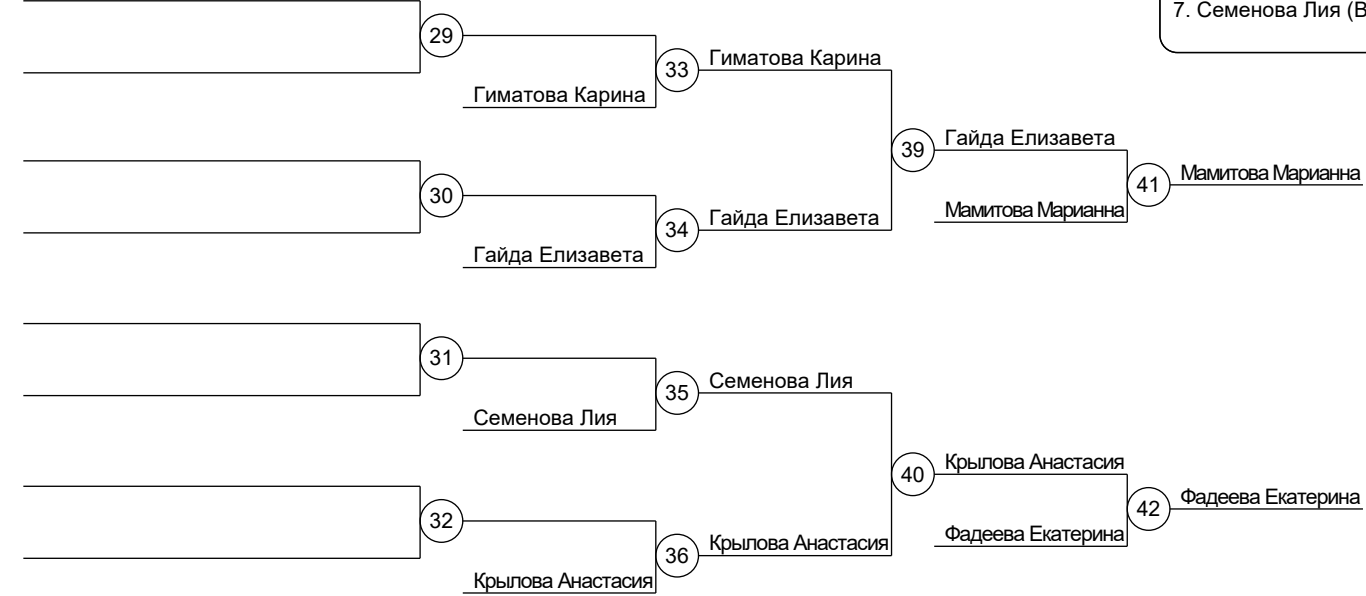 7. Семенова Лия (В
29
33
Гиматова Карина
Гиматова Карина
39
Гайда Елизавета
41
Мамитова Марианна
30
34
Гайда Елизавета
Мамитова Марианна
Гайда Елизавета
31
35
Семенова Лия
Семенова Лия
40
Крылова Анастасия
42
Фадеева Екатерина
32
36
Крылова Анастасия
Фадеева Екатерина
Крылова Анастасия